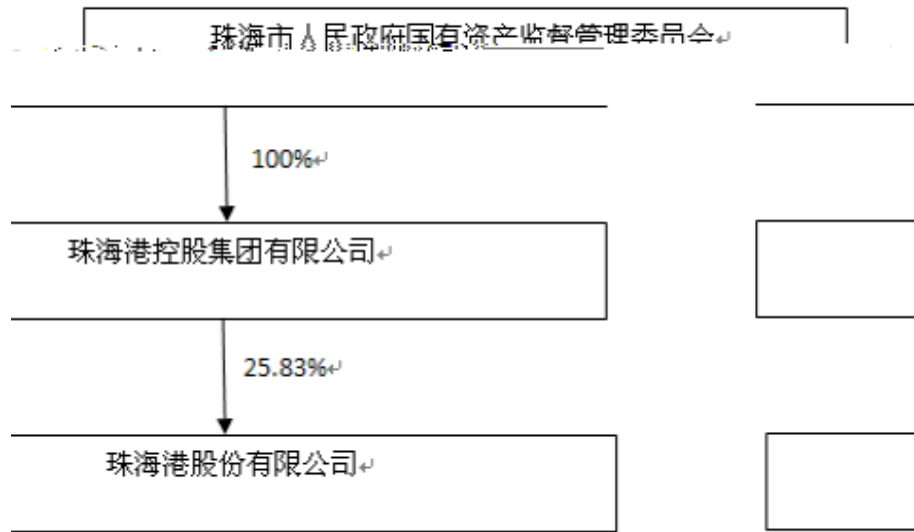 珠海市人民政府国有资产监督管理委员会
100%
珠海港控股集团有限公司
25.83%
珠海港股份有限公司